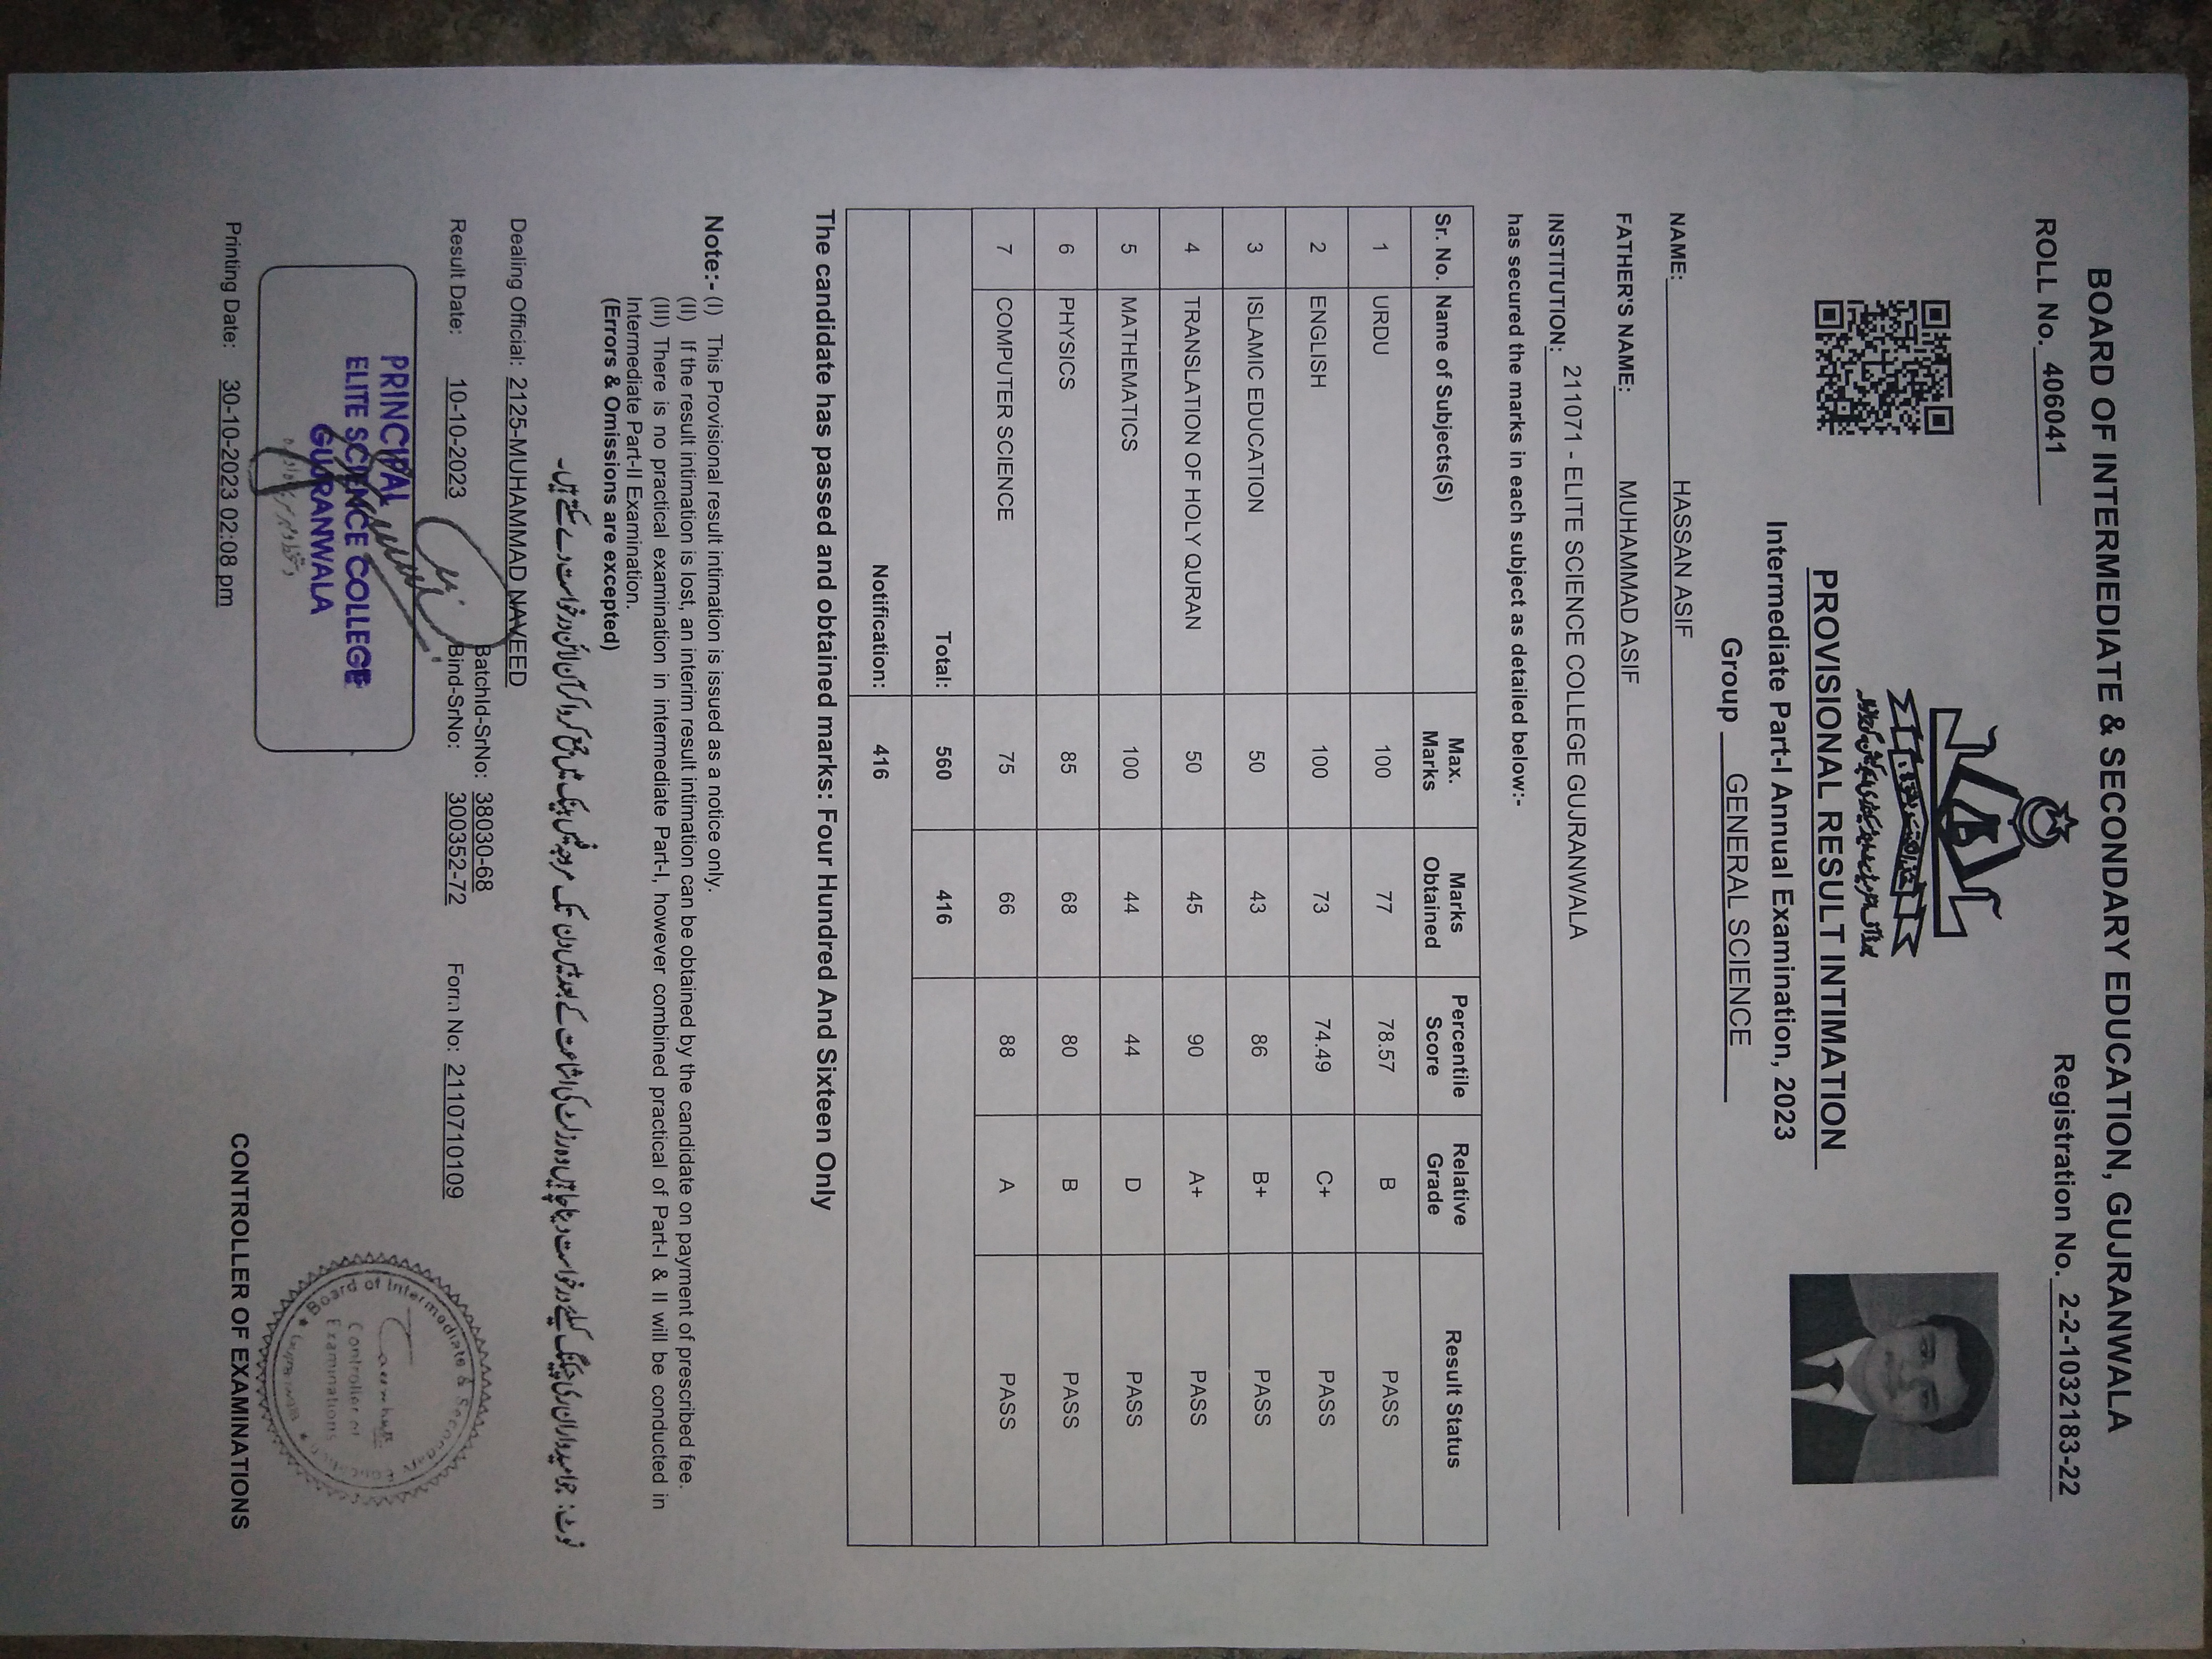 BOARD OF INTERMEDIATE & SECONDARY EDUCATION, GUJRANWALA
ROLL No. 406041
Registration No. 2-2-1032183-22
بورڈ آف انٹرمیڈیٹ اینڈ سیکنڈری ایجوکیشن گوجرانوالہ
PROVISIONAL RESULT INTIMATION
Intermediate Part-I Annual Examination, 2023
Group GENERAL SCIENCE
NAME: HASSAN ASIF
FATHER'S NAME: MUHAMMAD ASIF
INSTITUTION: 211071 - ELITE SCIENCE COLLEGE GUJRANWALA
has secured the marks in each subject as detailed below:-
Sr. No. Name of Subjects(S) Max. Marks Marks Obtained Percentile Score Relative Grade Result Status
1 URDU 100 77 78.57 B PASS
2 ENGLISH 100 73 74.49 C+ PASS
3 ISLAMIC EDUCATION 50 43 86 B+ PASS
4 TRANSLATION OF HOLY QURAN 50 45 90 A+ PASS
5 MATHEMATICS 100 44 44 D PASS
6 PHYSICS 85 68 80 B PASS
7 COMPUTER SCIENCE 75 66 88 A PASS
Total: 560 416
Notification: 416
The candidate has passed and obtained marks: Four Hundred And Sixteen Only
Note:- (I) This Provisional result intimation is issued as a notice only.
(II) If the result intimation is lost, an interim result intimation can be obtained by the candidate on payment of prescribed fee.
(III) There is no practical examination in intermediate Part-I, however combined practical of Part-I & II will be conducted in
Intermediate Part-II Examination.
(Errors & Omissions are excepted)
نوٹ: جو امیدواران ری چیکنگ کیلئے درخواست دینا چاہیں وہ رزلٹ کی اشاعت کے بعد بیس دن تک مروجہ فیس بینک میں جمع کروا کر آن لائن درخواست دے سکتے ہیں۔
Dealing Official: 2125-MUHAMMAD NAVEED
BatchId-SrNo: 38030-68
Result Date: 10-10-2023 Bind-SrNo: 300352-72 Form No: 2110710109
PRINCIPAL
ELITE SCIENCE COLLEGE
GUJRANWALA
دستخط و مہر سربراہ ادارہ
Board of Intermediate & Secondary Education
Controller of
Examinations
Gujranwala
Printing Date: 30-10-2023 02:08 pm
CONTROLLER OF EXAMINATIONS